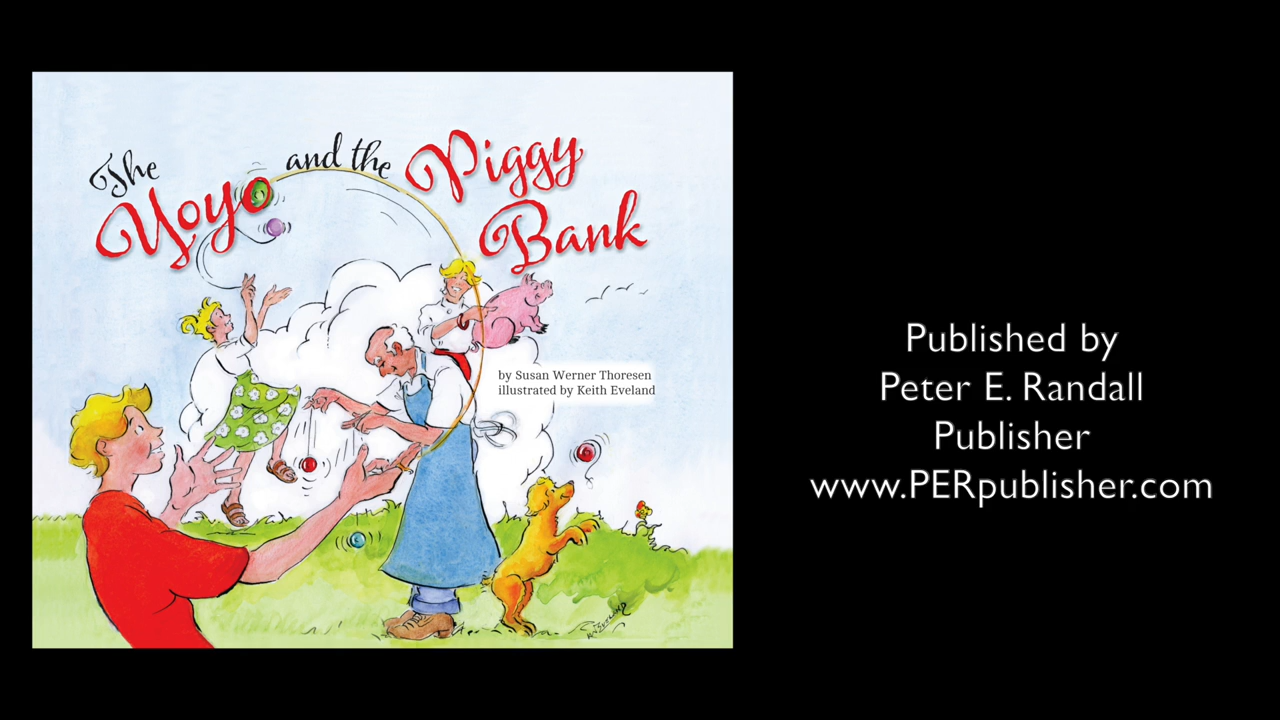 The Yoyo and the Piggy Bank
by Susan Werner Thoresen
illustrated by Keith Eveland
Published by
Peter E. Randall
Publisher
www.PERpublisher.com